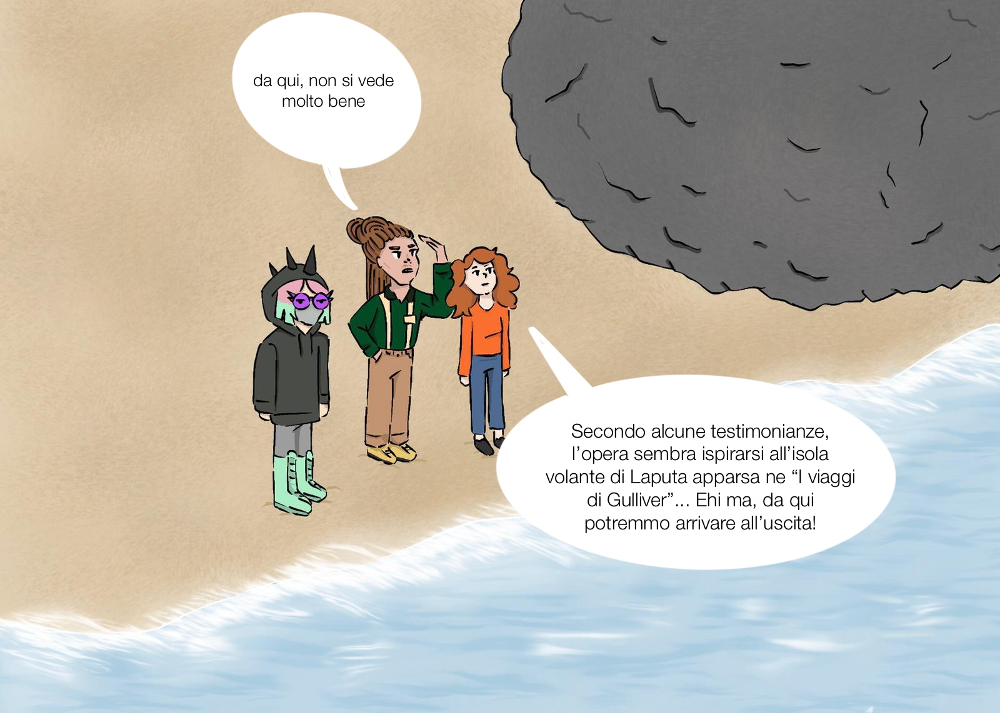 da qui, non si vede
molto bene
Secondo alcune testimonianze,
l’opera sembra ispirarsi all’isola
volante di Laputa apparsa ne “I viaggi
di Gulliver”... Ehi ma, da qui
potremmo arrivare all’uscita!